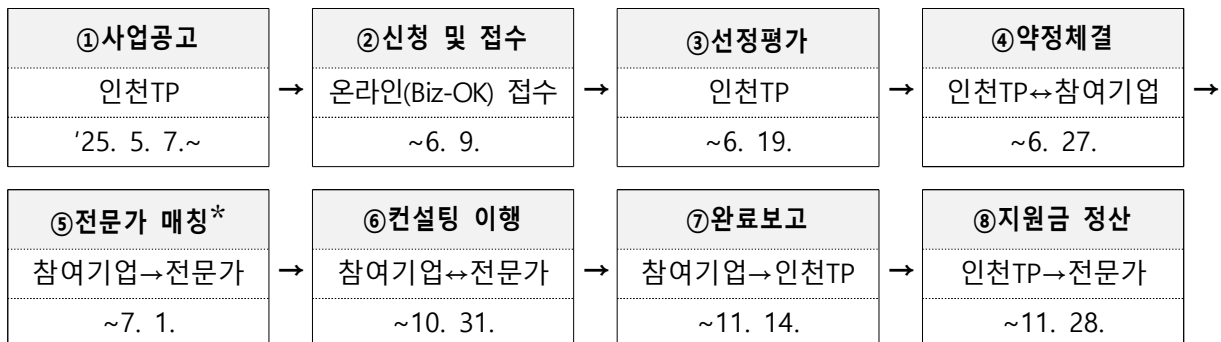 ①사업공고 ②신청 및 접수 ③선정평가 ④약정체결
인천TP → 온라인(Biz-OK) 접수 → 인천TP → 인천TP↔참여기업 →
'25. 5. 7.~ ~6. 9. ~6. 19. ~6. 27.
⑤전문가 매칭* ⑥컨설팅 이행 ⑦완료보고 ⑧지원금 정산
참여기업→전문가 → 참여기업↔전문가 → 참여기업→인천TP → 인천TP→전문가
~7. 1. ~10. 31. ~11. 14. ~11. 28.